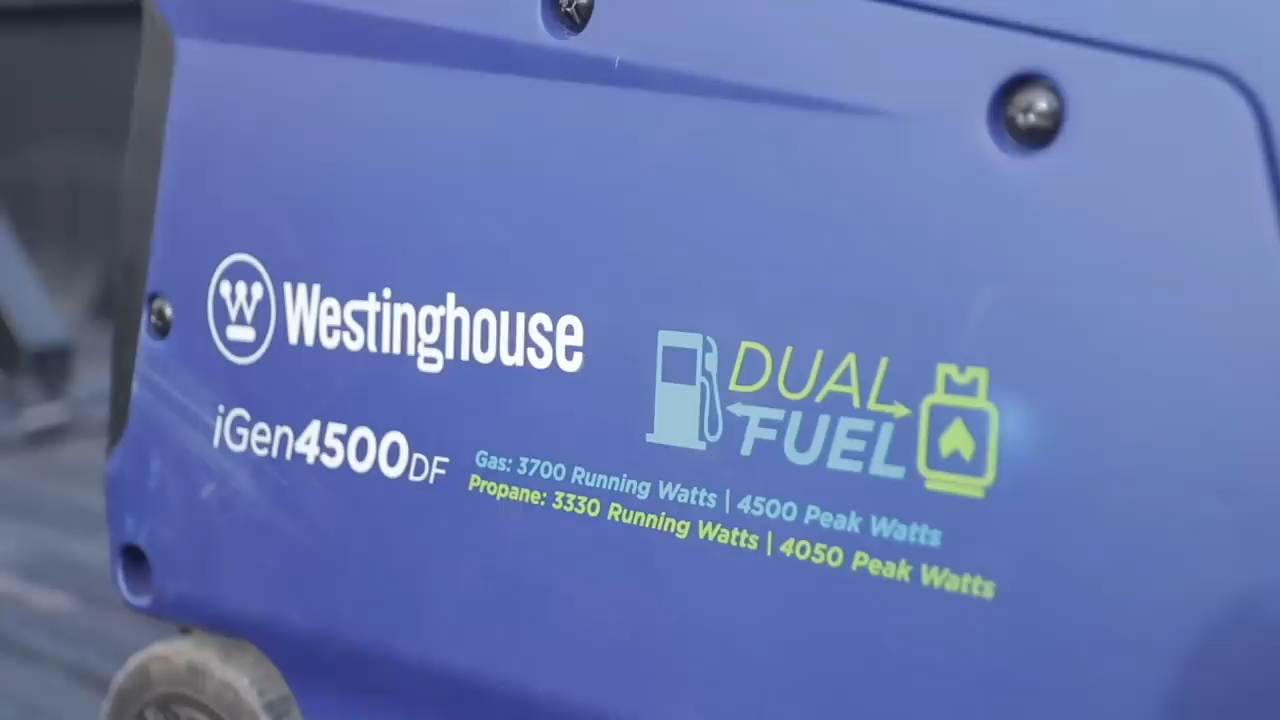 W Westinghouse
iGen4500DF
DUAL
FUEL
Gas: 3700 Running Watts | 4500 Peak Watts
Propane: 3330 Running Watts | 4050 Peak Watts